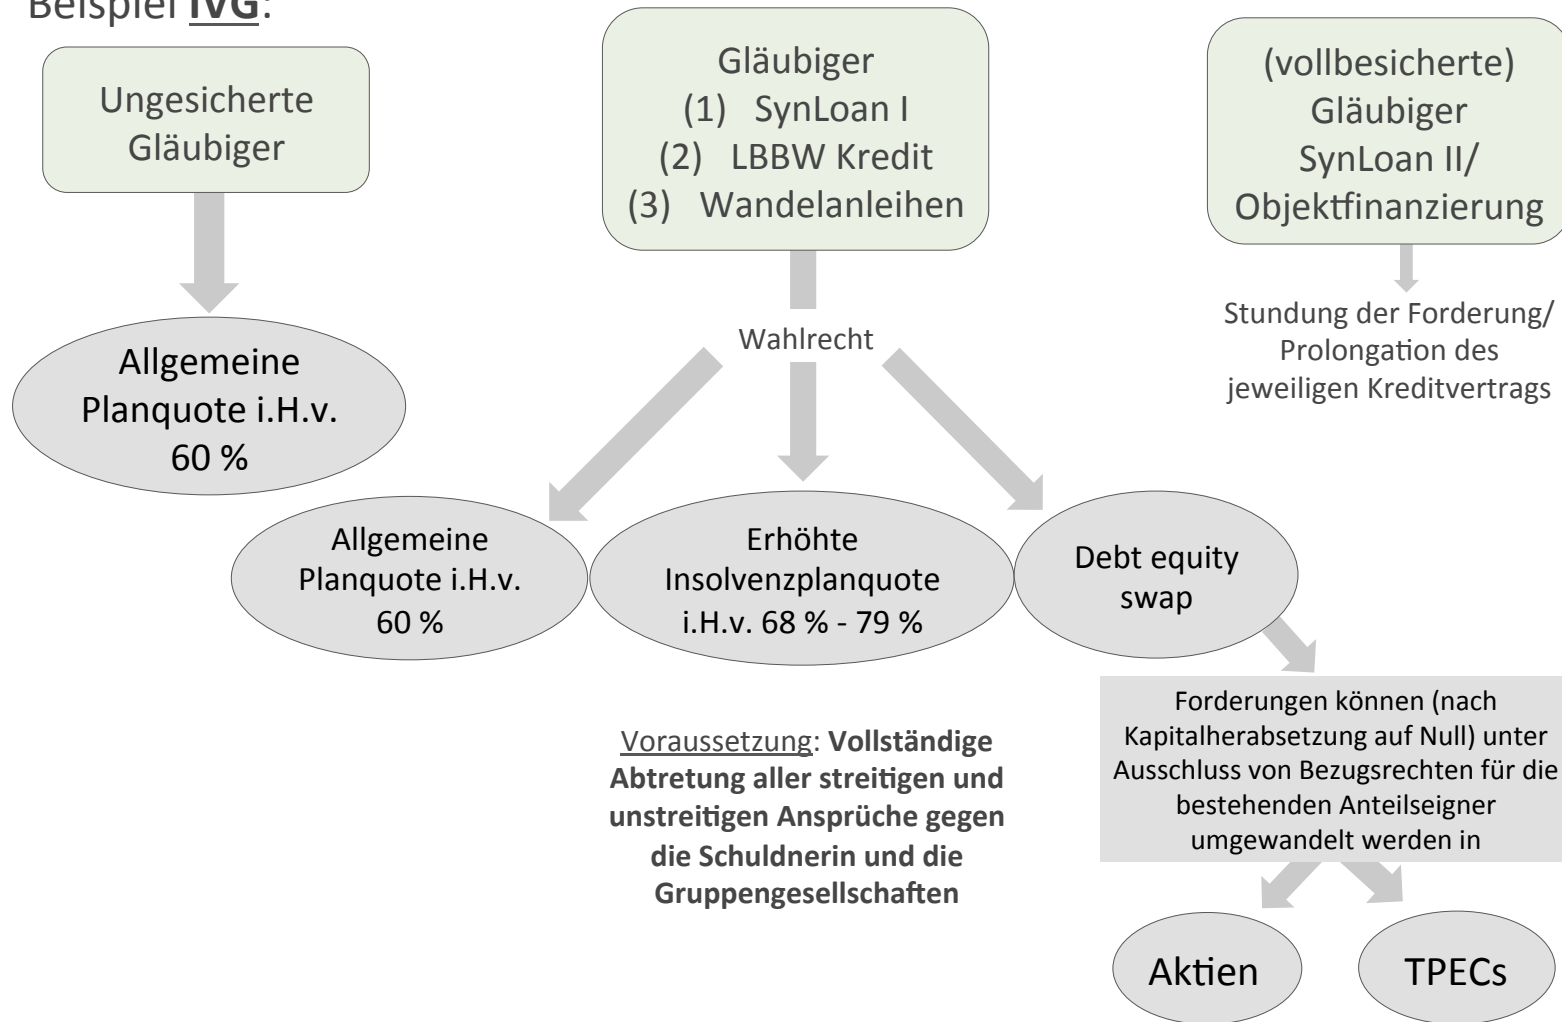 Beispiel IVG:
Ungesicherte
Gläubiger
Allgemeine
Planquote i.H.v.
60 %
Gläubiger
(1) SynLoan I
(2) LBBW Kredit
(3) Wandelanleihen
Wahlrecht
Allgemeine
Planquote i.H.v.
60 %
Erhöhte
Insolvenzplanquote
i.H.v. 68 % - 79 %
Voraussetzung: Vollständige
Abtretung aller streitigen und
unstreitigen Ansprüche gegen
die Schuldnerin und die
Gruppengesellschaften
Debt equity
swap
Forderungen können (nach
Kapitalherabsetzung auf Null) unter
Ausschluss von Bezugsrechten für die
bestehenden Anteilseigner
umgewandelt werden in
Aktien
TPECs
(vollbesicherte)
Gläubiger
SynLoan II/
Objektfinanzierung
Stundung der Forderung/
Prolongation des
jeweiligen Kreditvertrags